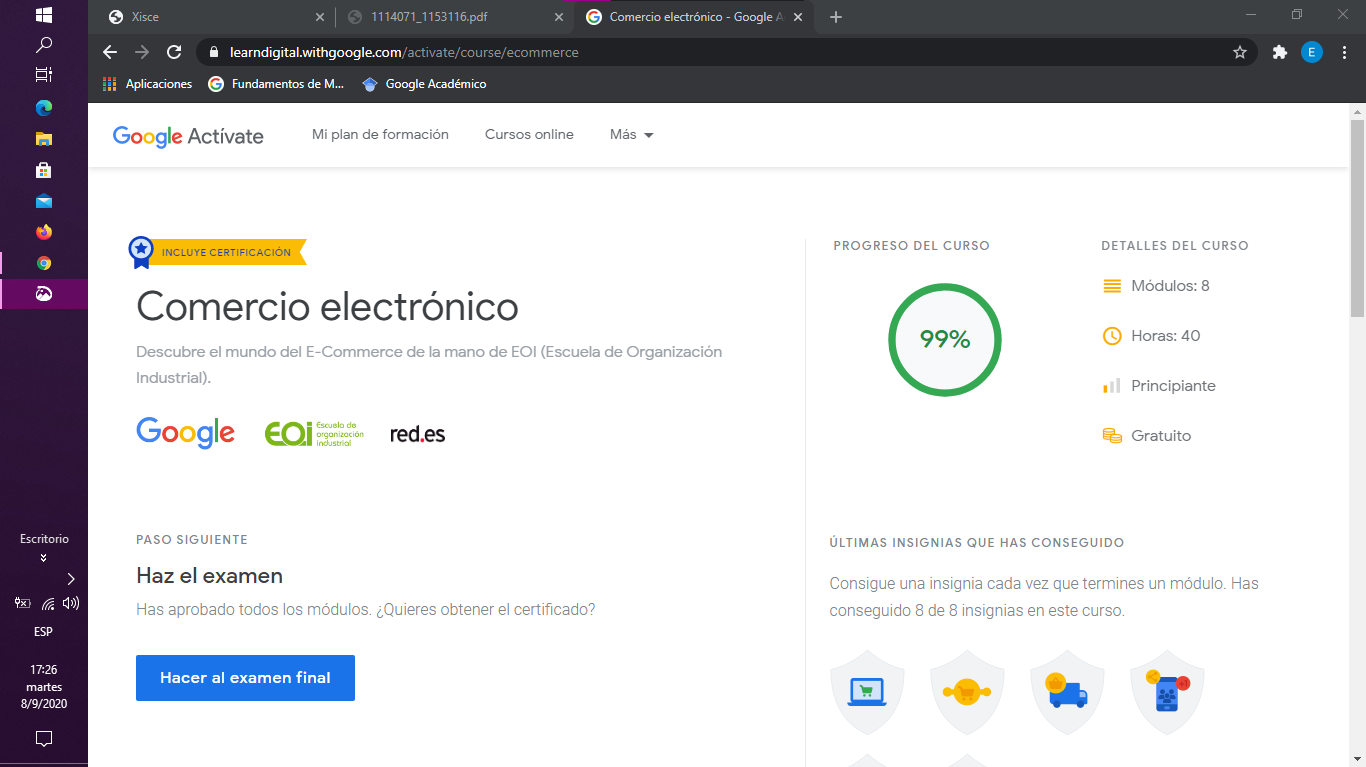 Xisce
1114071_1153116.pdf
Comercio electrónico - Google A
learndigital.withgoogle.com/activate/course/ecommerce
E
Aplicaciones
Fundamentos de M...
Google Académico
Google Actívate
Mi plan de formación
Cursos online
Más
INCLUYE CERTIFICACIÓN
Comercio electrónico
Descubre el mundo del E-Commerce de la mano de EOI (Escuela de Organización
Industrial).
Google
EOi
Escuela de
organización
industrial
red.es
PROGRESO DEL CURSO
99%
DETALLES DEL CURSO
Módulos: 8
Horas: 40
Principiante
Gratuito
PASO SIGUIENTE
Haz el examen
Has aprobado todos los módulos. ¿Quieres obtener el certificado?
Hacer al examen final
ÚLTIMAS INSIGNIAS QUE HAS CONSEGUIDO
Consigue una insignia cada vez que termines un módulo. Has
conseguido 8 de 8 insignias en este curso.
+1
Escritorio
ESP
17:26
martes
8/9/2020